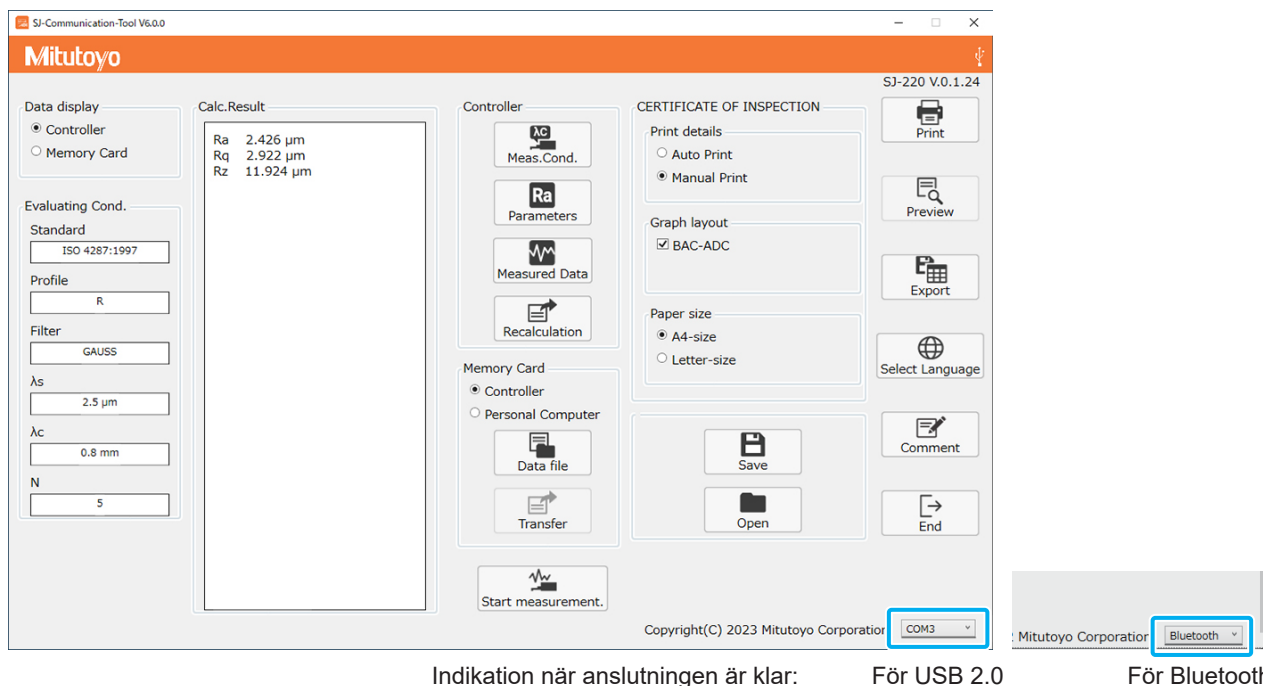 SJ-Communication-Tool V6.0.0
Mitutoyo
SJ-220 V.0.1.24
Data display
Controller
Memory Card
Evaluating Cond.
Standard
ISO 4287:1997
Profile
R
Filter
GAUSS
λs
2.5 µm
λc
0.8 mm
N
5
Calc.Result
Ra 2.426 µm
Rq 2.922 µm
Rz 11.924 µm
Controller
λC
Meas.Cond.
Ra
Parameters
Measured Data
Recalculation
Memory Card
Controller
Personal Computer
Data file
Transfer
Start measurement.
CERTIFICATE OF INSPECTION
Print details
Auto Print
Manual Print
Graph layout
BAC-ADC
Paper size
A4-size
Letter-size
Save
Open
Print
Preview
Export
Select Language
Comment
End
Copyright(C) 2023 Mitutoyo Corporation
COM3
Mitutoyo Corporation
Bluetooth
Indikation när anslutningen är klar: För USB 2.0 För Bluetooth